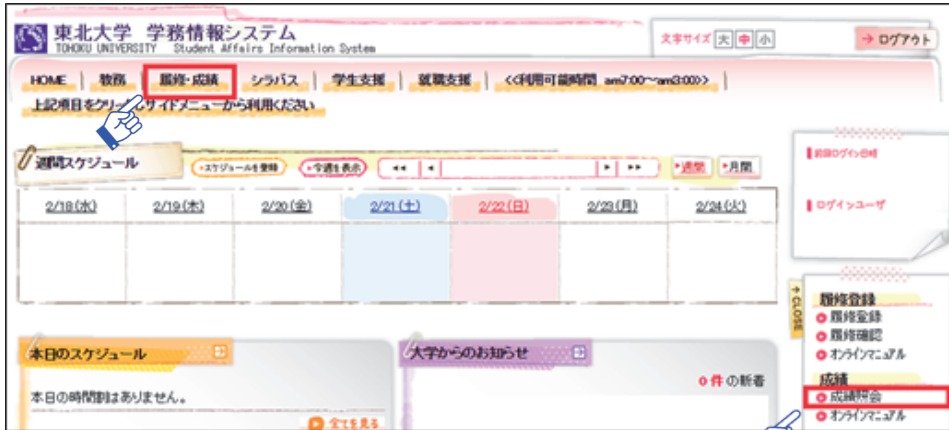 東北大学 学務情報システム
TOHOKU UNIVERSITY Student Affairs Information System
文字サイズ 大 中 小
ログアウト
HOME 教務 履修・成績 シラバス 学生支援 就職支援 <<利用可能時間 am7:00～am3:00>>
上記項目をクリックしサイドメニューから利用ください
週間スケジュール
スケジュールを登録 今週を表示 週間 月間
前回ログイン日時
2/18(水) 2/19(木) 2/20(金) 2/21(土) 2/22(日) 2/23(月) 2/24(火)
ログインユーザ
CLOSE
履修登録
履修登録
履修確認
オンラインマニュアル
成績
成績照会
オンラインマニュアル
本日のスケジュール
本日の時間割はありません。
全てを見る
大学からのお知らせ
0 件 の新着